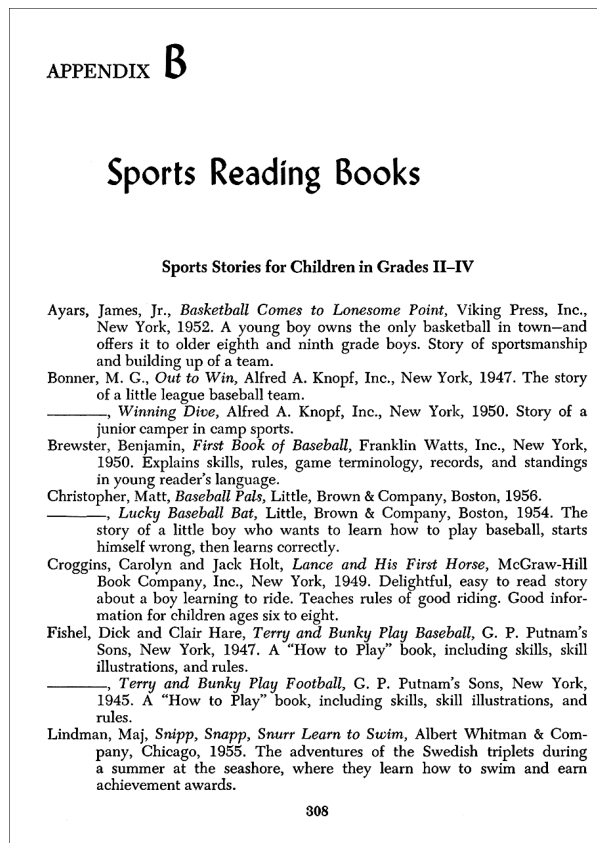 APPENDIX B
Sports Reading Books
Sports Stories for Children in Grades II–IV
Ayars, James, Jr., Basketball Comes to Lonesome Point, Viking Press, Inc.,
New York, 1952. A young boy owns the only basketball in town—and
offers it to older eighth and ninth grade boys. Story of sportsmanship
and building up of a team.
Bonner, M. G., Out to Win, Alfred A. Knopf, Inc., New York, 1947. The story
of a little league baseball team.
———, Winning Dive, Alfred A. Knopf, Inc., New York, 1950. Story of a
junior camper in camp sports.
Brewster, Benjamin, First Book of Baseball, Franklin Watts, Inc., New York,
1950. Explains skills, rules, game terminology, records, and standings
in young reader's language.
Christopher, Matt, Baseball Pals, Little, Brown & Company, Boston, 1956.
———, Lucky Baseball Bat, Little, Brown & Company, Boston, 1954. The
story of a little boy who wants to learn how to play baseball, starts
himself wrong, then learns correctly.
Croggins, Carolyn and Jack Holt, Lance and His First Horse, McGraw-Hill
Book Company, Inc., New York, 1949. Delightful, easy to read story
about a boy learning to ride. Teaches rules of good riding. Good infor-
mation for children ages six to eight.
Fishel, Dick and Clair Hare, Terry and Bunky Play Baseball, G. P. Putnam's
Sons, New York, 1947. A "How to Play" book, including skills, skill
illustrations, and rules.
———, Terry and Bunky Play Football, G. P. Putnam's Sons, New York,
1945. A "How to Play" book, including skills, skill illustrations, and
rules.
Lindman, Maj, Snipp, Snapp, Snurr Learn to Swim, Albert Whitman & Com-
pany, Chicago, 1955. The adventures of the Swedish triplets during
a summer at the seashore, where they learn how to swim and earn
achievement awards.
308